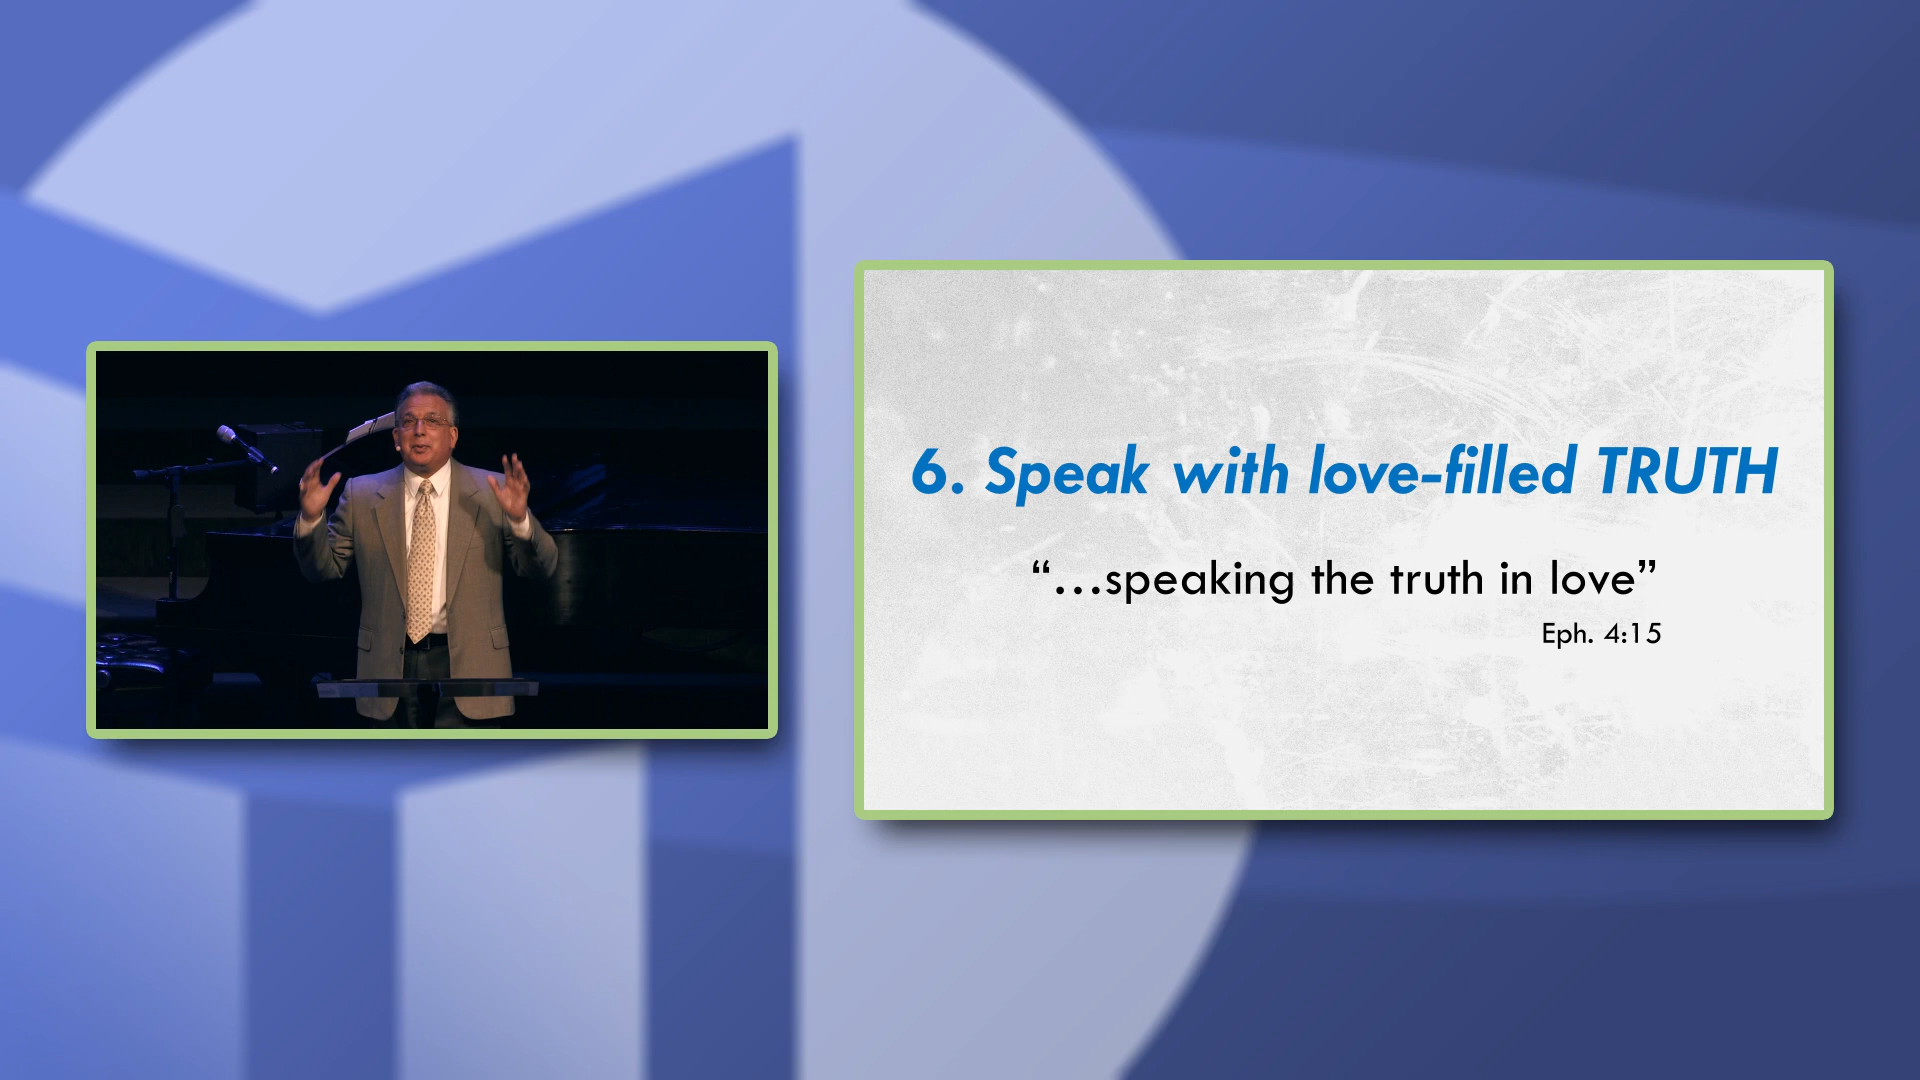 6. Speak with love-filled TRUTH
“…speaking the truth in love”
Eph. 4:15